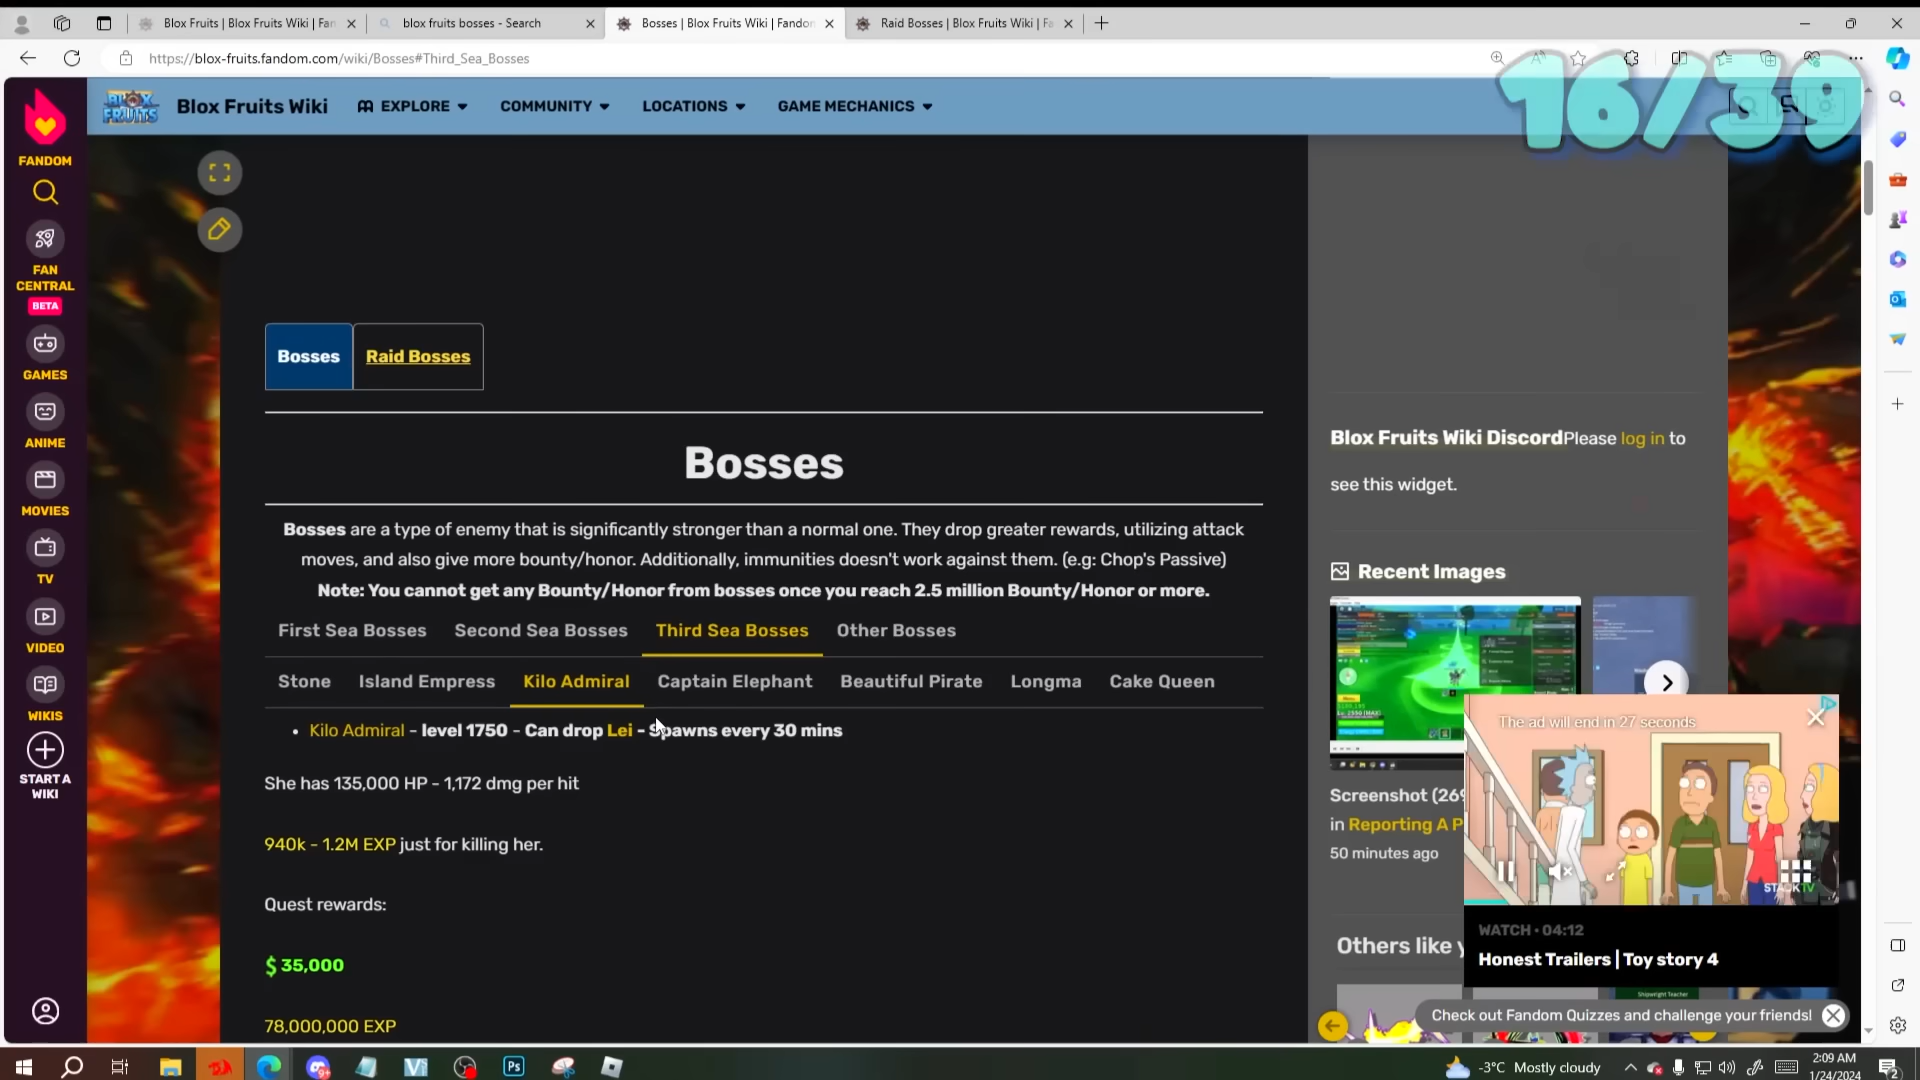 Blox Fruits | Blox Fruits Wiki | Fan
blox fruits bosses - Search
Bosses | Blox Fruits Wiki | Fandom
Raid Bosses | Blox Fruits Wiki | Fa
https://blox-fruits.fandom.com/wiki/Bosses#Third_Sea_Bosses
16/39
BLOX FRUITS
Blox Fruits Wiki
EXPLORE
COMMUNITY
LOCATIONS
GAME MECHANICS
FANDOM
FAN CENTRAL
BETA
GAMES
ANIME
MOVIES
TV
VIDEO
WIKIS
START A WIKI
Bosses
Raid Bosses
Bosses
Bosses are a type of enemy that is significantly stronger than a normal one. They drop greater rewards, utilizing attack
moves, and also give more bounty/honor. Additionally, immunities doesn't work against them. (e.g: Chop's Passive)
Note: You cannot get any Bounty/Honor from bosses once you reach 2.5 million Bounty/Honor or more.
First Sea Bosses
Second Sea Bosses
Third Sea Bosses
Other Bosses
Stone
Island Empress
Kilo Admiral
Captain Elephant
Beautiful Pirate
Longma
Cake Queen
• Kilo Admiral - level 1750 - Can drop Lei - Spawns every 30 mins
She has 135,000 HP - 1,172 dmg per hit
940k - 1.2M EXP just for killing her.
Quest rewards:
$ 35,000
78,000,000 EXP
Blox Fruits Wiki Discord Please log in to
see this widget.
Recent Images
Screenshot (269
in Reporting A P
50 minutes ago
The ad will end in 27 seconds
STACKTV
WATCH • 04:12
Honest Trailers | Toy story 4
Others like y
Shipwright Teacher
Check out Fandom Quizzes and challenge your friends!
-3°C Mostly cloudy
2:09 AM
1/24/2024